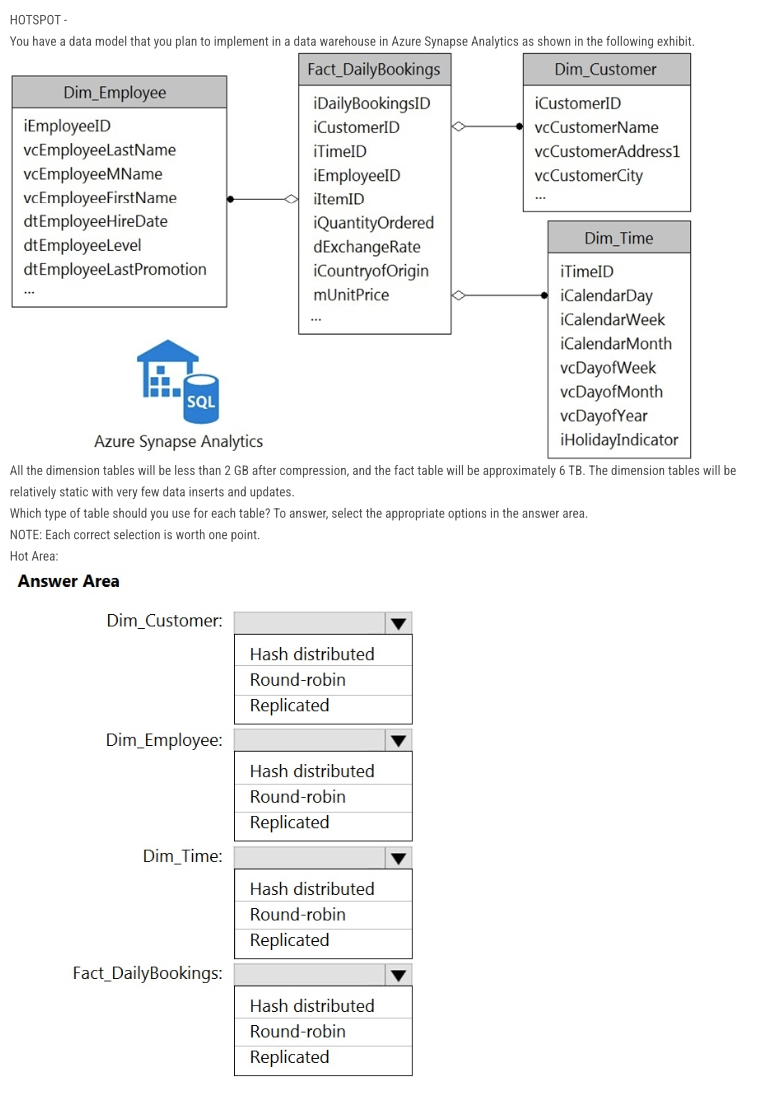 HOTSPOT -
You have a data model that you plan to implement in a data warehouse in Azure Synapse Analytics as shown in the following exhibit.
Dim_Employee
iEmployeeID
vcEmployeeLastName
vcEmployeeMName
vcEmployeeFirstName
dtEmployeeHireDate
dtEmployeeLevel
dtEmployeeLastPromotion
...
Fact_DailyBookings
iDailyBookingsID
iCustomerID
iTimeID
iEmployeeID
iItemID
iQuantityOrdered
dExchangeRate
iCountryofOrigin
mUnitPrice
...
Dim_Customer
iCustomerID
vcCustomerName
vcCustomerAddress1
vcCustomerCity
...
Dim_Time
iTimeID
iCalendarDay
iCalendarWeek
iCalendarMonth
vcDayofWeek
vcDayofMonth
vcDayofYear
iHolidayIndicator
SQL
Azure Synapse Analytics
All the dimension tables will be less than 2 GB after compression, and the fact table will be approximately 6 TB. The dimension tables will be
relatively static with very few data inserts and updates.
Which type of table should you use for each table? To answer, select the appropriate options in the answer area.
NOTE: Each correct selection is worth one point.
Hot Area:
Answer Area
Dim_Customer:
Hash distributed
Round-robin
Replicated
Dim_Employee:
Hash distributed
Round-robin
Replicated
Dim_Time:
Hash distributed
Round-robin
Replicated
Fact_DailyBookings:
Hash distributed
Round-robin
Replicated